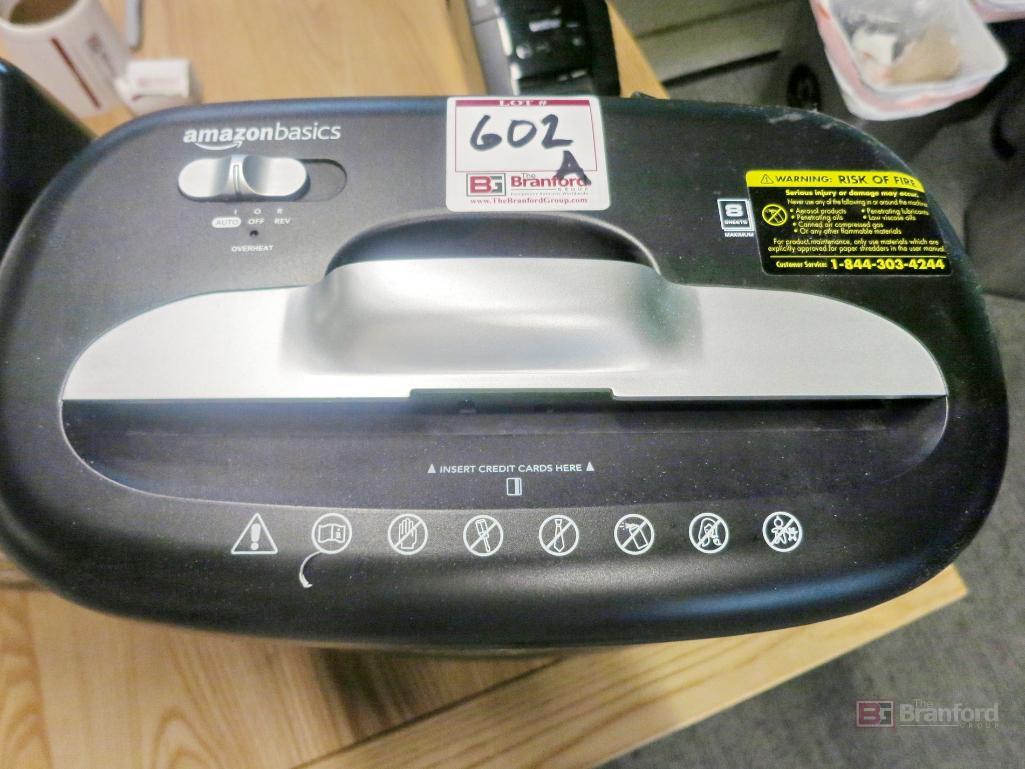 amazonbasics
I O R
AUTO OFF REV
OVERHEAT
LOT #
602
A
BG The
Branford
GROUP
www.TheBranfordGroup.com
8
SHEETS
MAXIMUM
WARNING: RISK OF FIRE
Serious injury or damage may occur.
Never use any of the following in or around the machine
• Aerosol products • Penetrating lubricants
• Penetrating oils • Low viscose oils
• Canned air compressed gas
• Or any other flammable materials
For product maintenance, only use materials which are
explicitly approved for paper shredders in the user manual
Customer Service: 1-844-303-4244
INSERT CREDIT CARDS HERE
BG The
Branford
GROUP